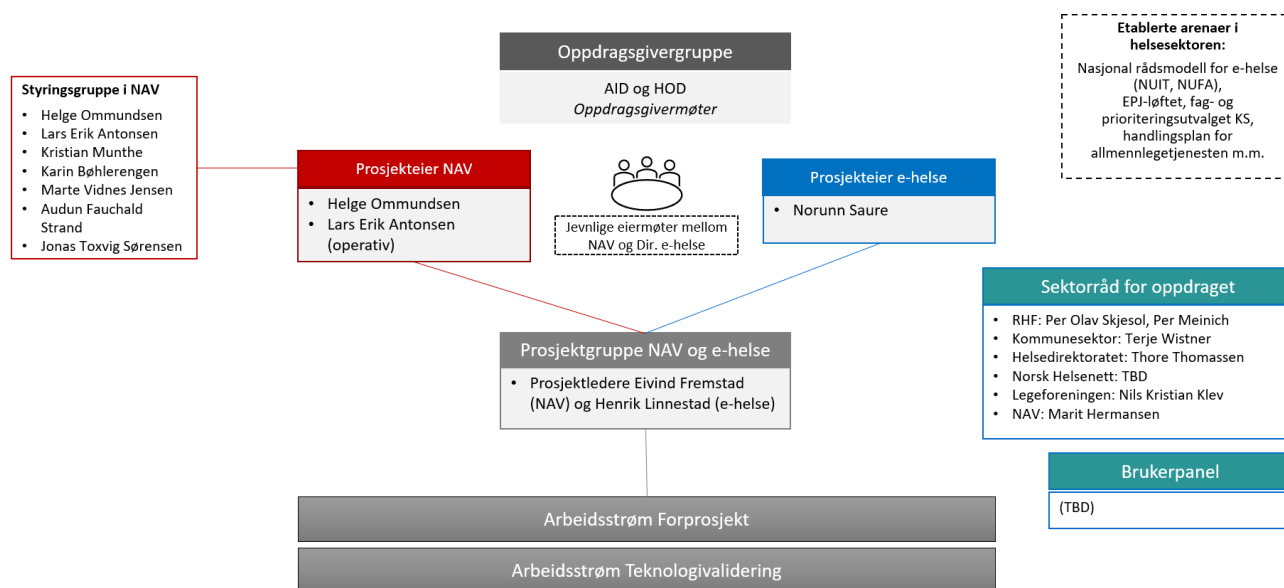 Oppdragsgivergruppe
AID og HOD
Oppdragsgivermøter
Etablerte arenaer i
helsesektoren:
Nasjonal rådsmodell for e-helse
(NUIT, NUFA),
EPJ-løftet, fag- og
prioriteringsutvalget KS,
handlingsplan for
allmennlegetjenesten m.m.
Styringsgruppe i NAV
• Helge Ommundsen
• Lars Erik Antonsen
• Kristian Munthe
• Karin Bøhlerengen
• Marte Vidnes Jensen
• Audun Fauchald
Strand
• Jonas Toxvig Sørensen
Prosjekteier NAV
• Helge Ommundsen
• Lars Erik Antonsen
(operativ)
Jevnlige eiermøter mellom
NAV og Dir. e-helse
Prosjekteier e-helse
• Norunn Saure
Sektorråd for oppdraget
• RHF: Per Olav Skjesol, Per Meinich
• Kommunesektor: Terje Wistner
• Helsedirektoratet: Thore Thomassen
• Norsk Helsenett: TBD
• Legeforeningen: Nils Kristian Klev
• NAV: Marit Hermansen
Prosjektgruppe NAV og e-helse
• Prosjektledere Eivind Fremstad
(NAV) og Henrik Linnestad (e-helse)
Brukerpanel
(TBD)
Arbeidsstrøm Forprosjekt
Arbeidsstrøm Teknologivalidering